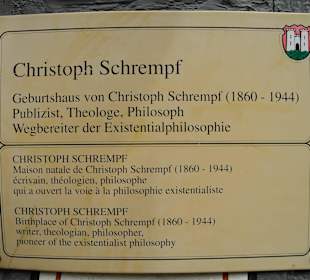 Christoph Schrempf
Geburtshaus von Christoph Schrempf (1860 - 1944)
Publizist, Theologe, Philosoph
Wegbereiter der Existentialphilosophie
CHRISTOPH SCHREMPF
Maison natale de Christoph Schrempf (1860 - 1944)
écrivain, théologien, philosophe
qui a ouvert la voie à la philosophie existentialiste
CHRISTOPH SCHREMPF
Birthplace of Christoph Schrempf (1860 - 1944)
writer, theologian, philosopher,
pioneer of the existentialist philosophy